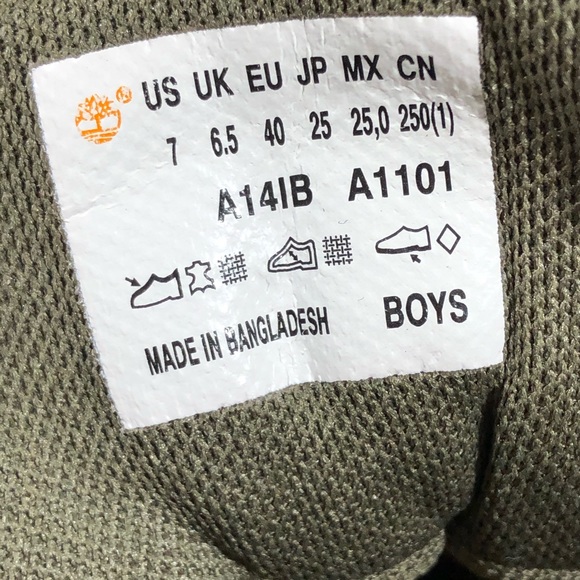 US UK EU JP MX CN
7 6.5 40 25 25,0 250(1)
A14IB A1101
MADE IN BANGLADESH BOYS